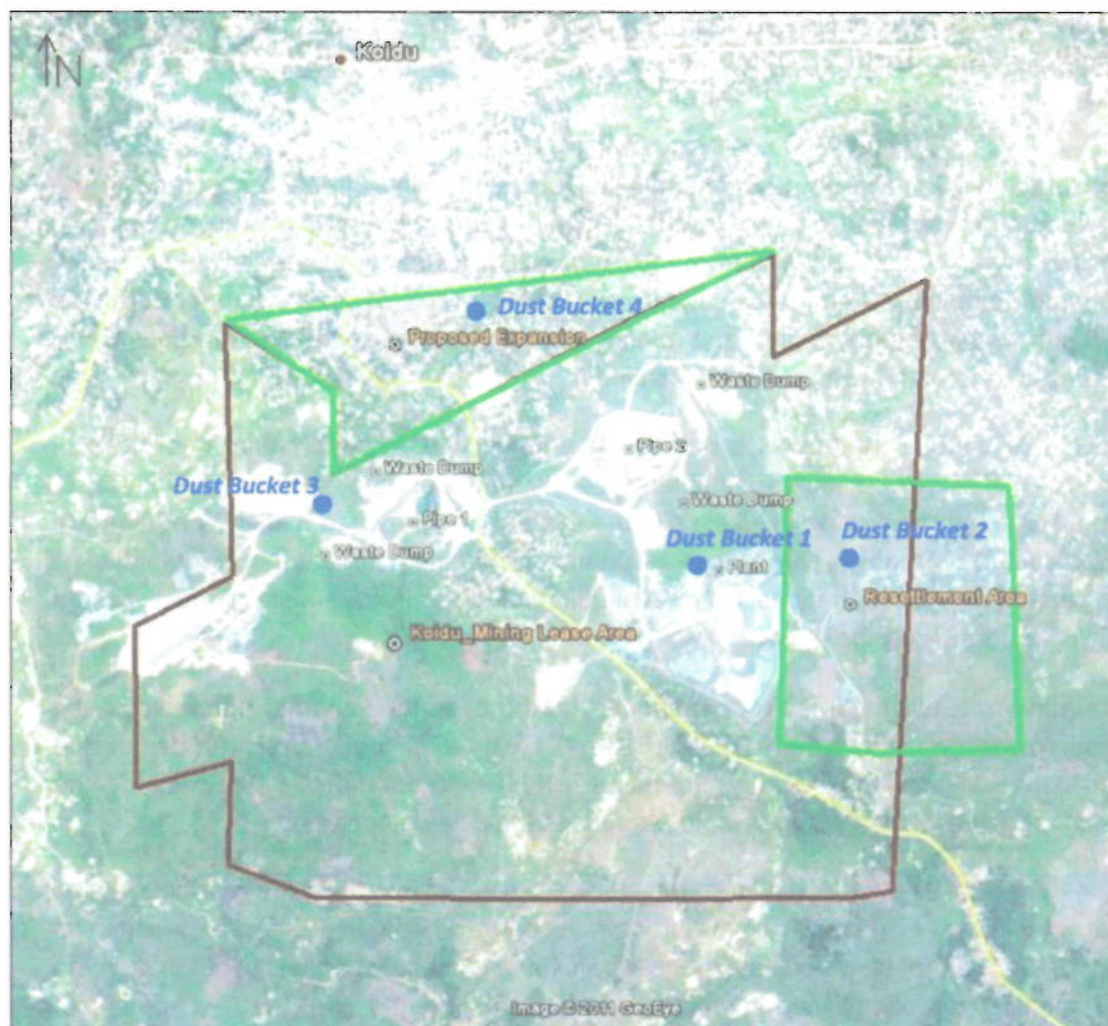 N
Koidu
Dust Bucket 4
Proposed Expansion
Waste Dump
Pipe 2
Waste Dump
Dust Bucket 3
Waste Dump
Pipe 1
Dust Bucket 1
Dust Bucket 2
Waste Dump
Plant
Resettlement Area
Koidu_Mining Lease Area
Image © 2011 GeoEye